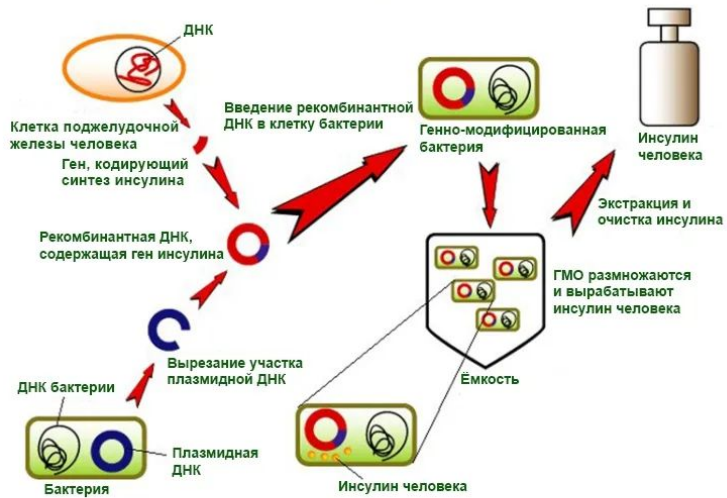 ДНК
Клетка поджелудочной
железы человека
Ген, кодирующий
синтез инсулина
Введение рекомбинантной
ДНК в клетку бактерии
Генно-модифицированная
бактерия
Инсулин
человека
Экстракция и
очистка инсулина
Рекомбинантная ДНК,
содержащая ген инсулина
ГМО размножаются
и вырабатывают
инсулин человека
Вырезание участка
плазмидной ДНК
Ёмкость
ДНК бактерии
Плазмидная
ДНК
Бактерия
Инсулин человека